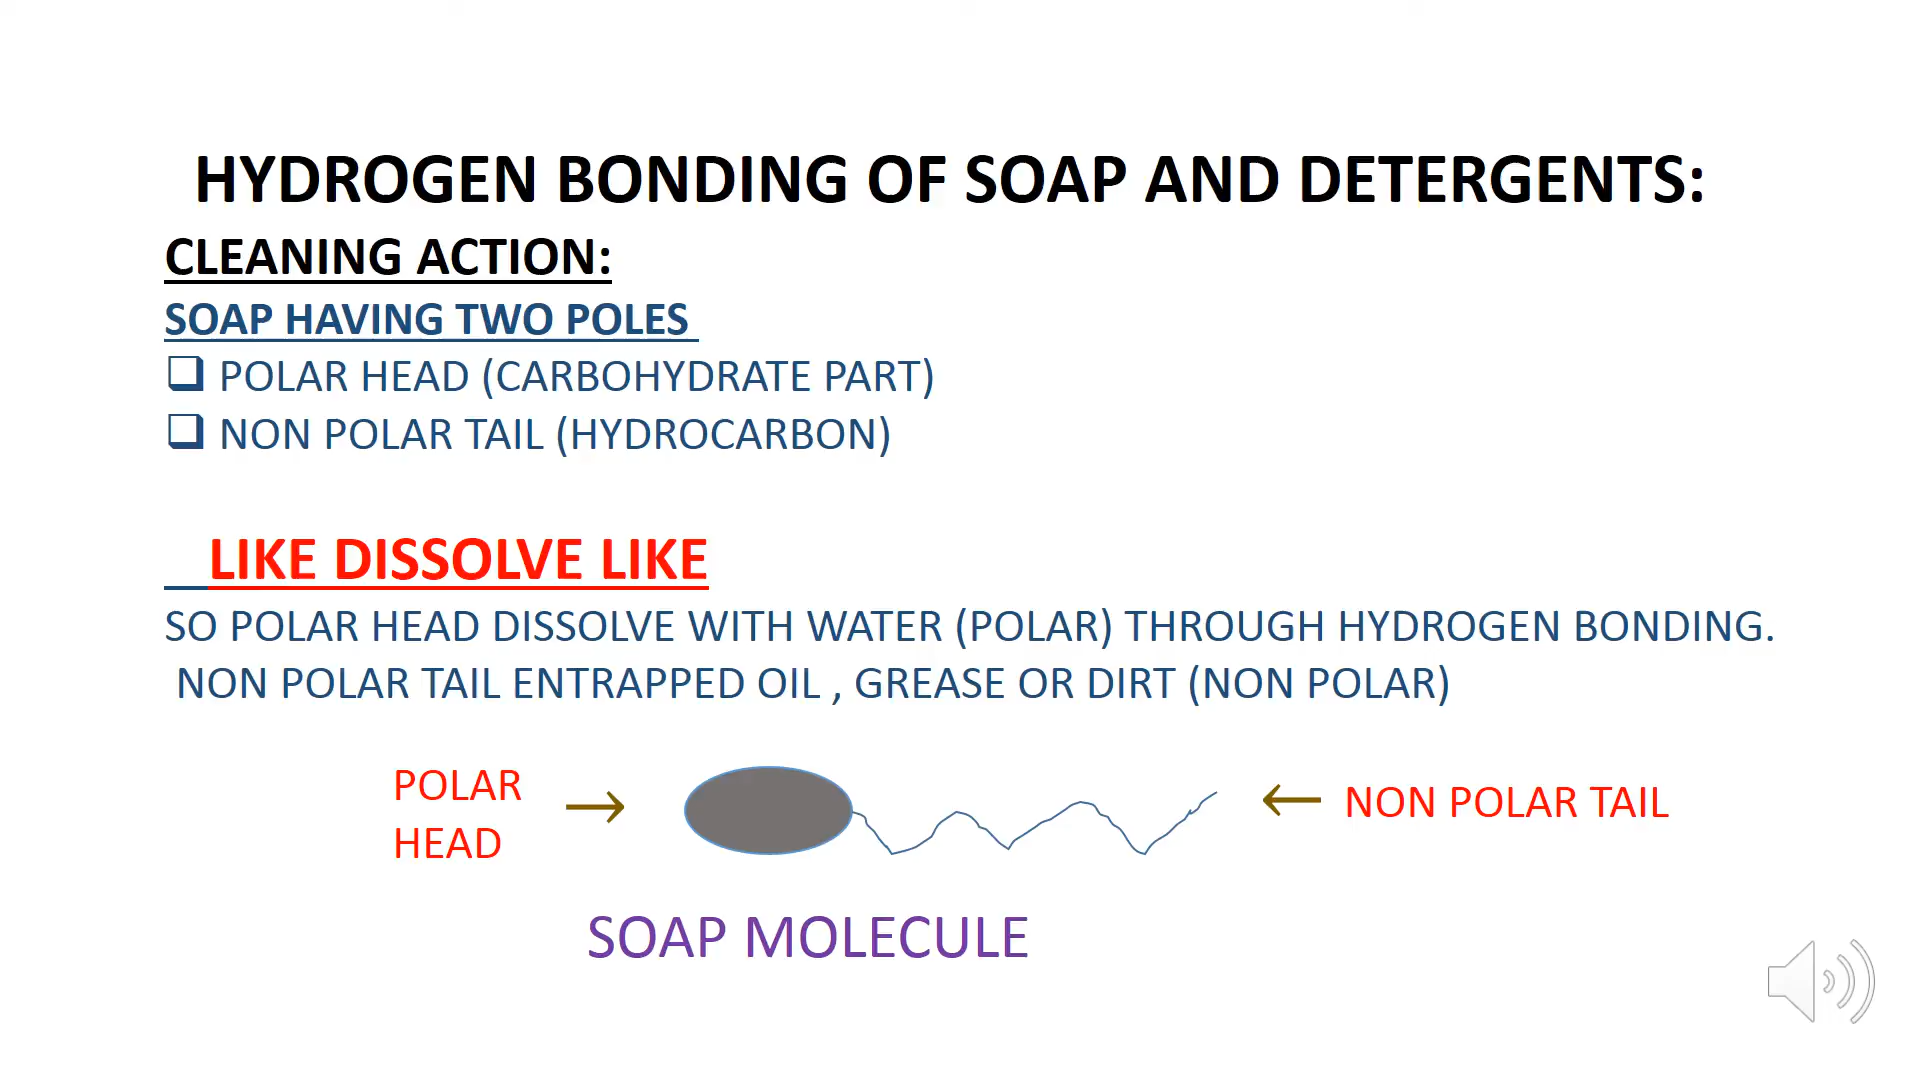 HYDROGEN BONDING OF SOAP AND DETERGENTS:
CLEANING ACTION:
SOAP HAVING TWO POLES
POLAR HEAD (CARBOHYDRATE PART)
NON POLAR TAIL (HYDROCARBON)
LIKE DISSOLVE LIKE
SO POLAR HEAD DISSOLVE WITH WATER (POLAR) THROUGH HYDROGEN BONDING.
NON POLAR TAIL ENTRAPPED OIL , GREASE OR DIRT (NON POLAR)
POLAR
HEAD
NON POLAR TAIL
SOAP MOLECULE